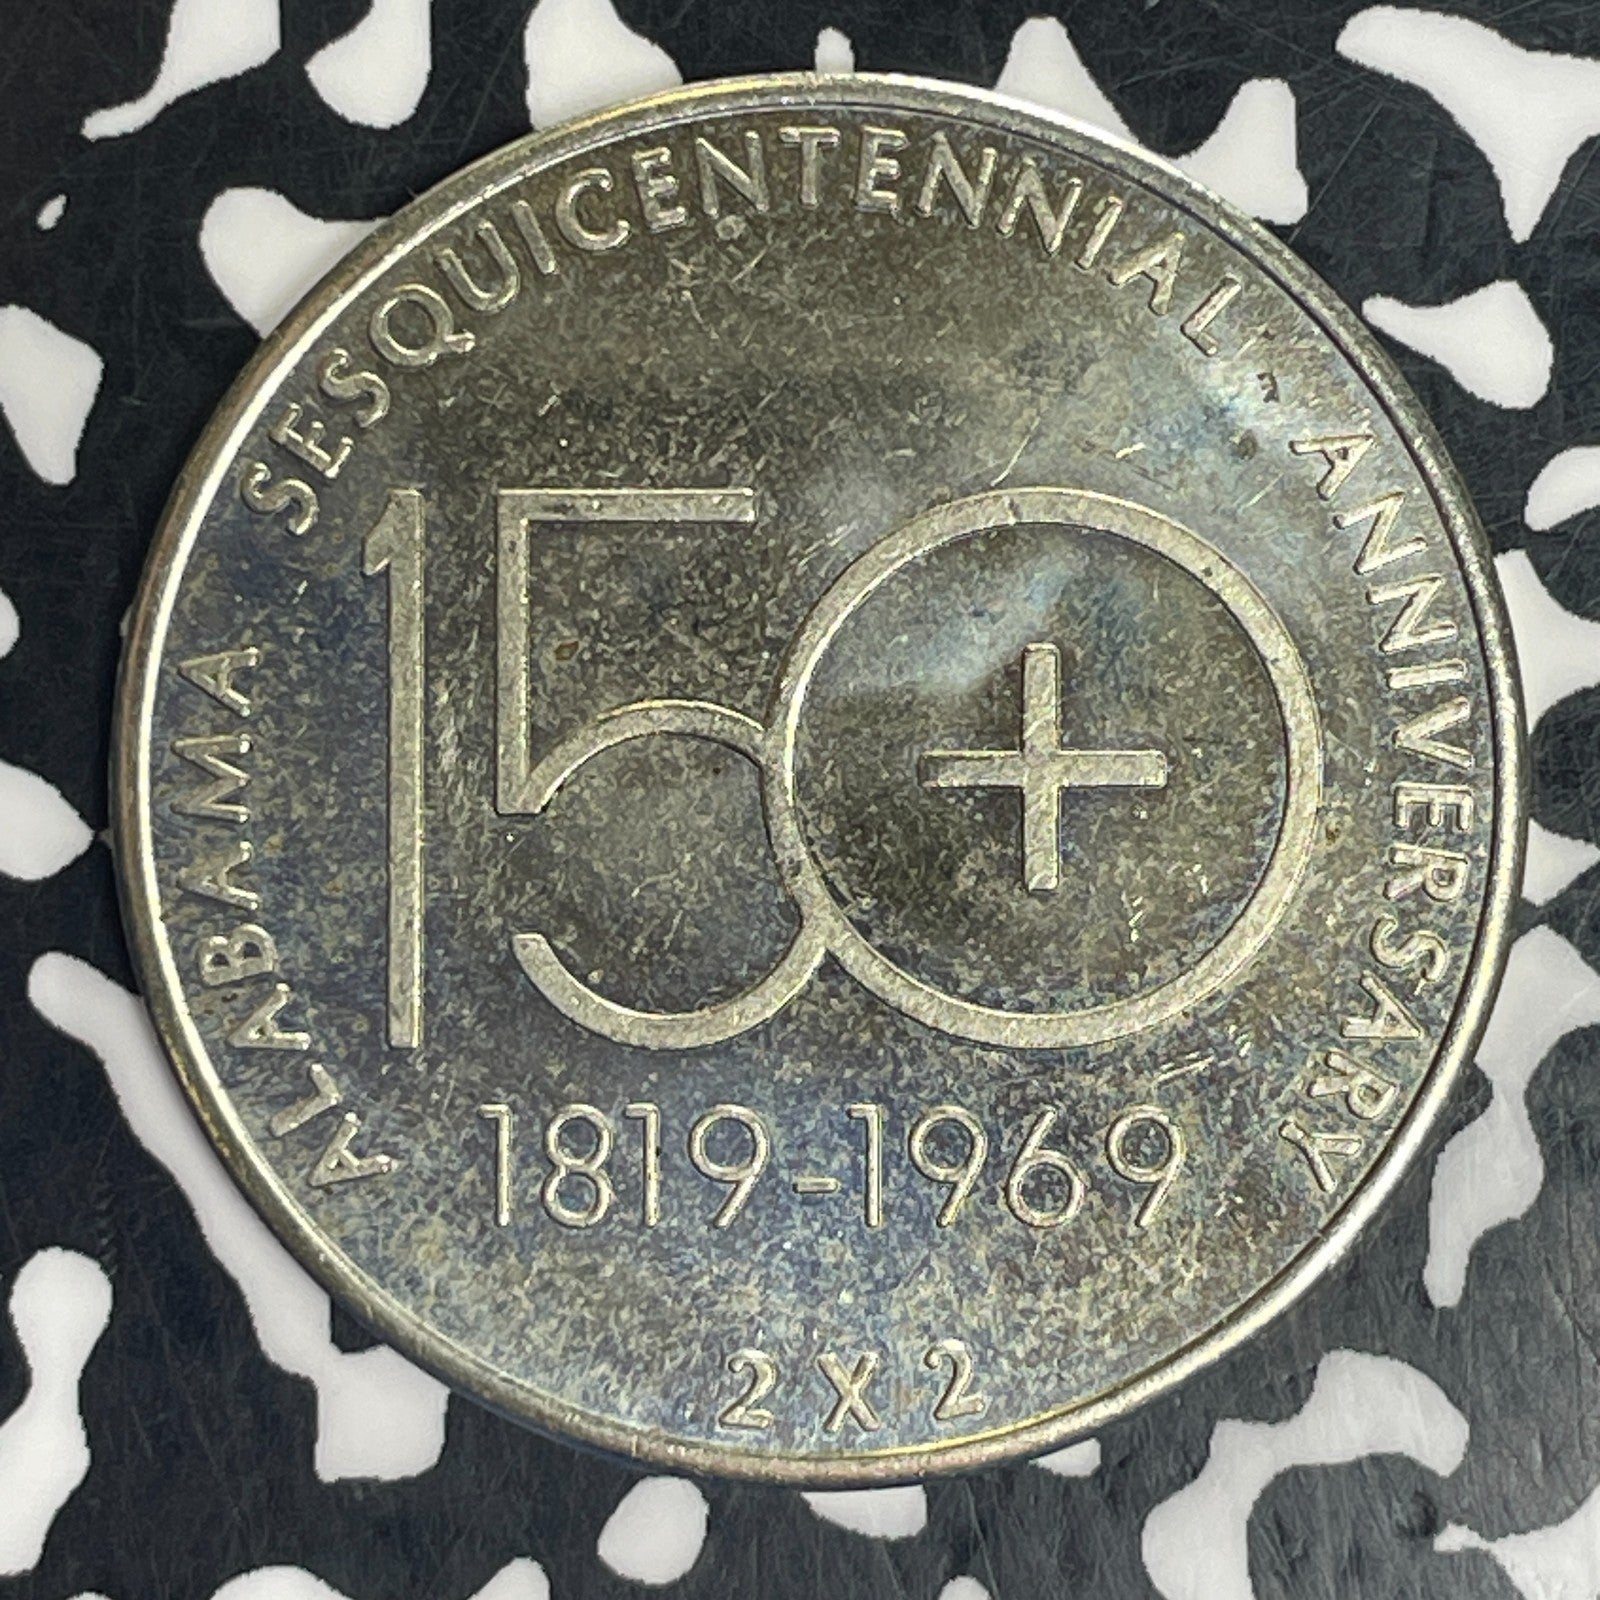 ALABAMA SESQUICENTENNIAL ANNIVERSARY
150+
1819-1969
2 X 2